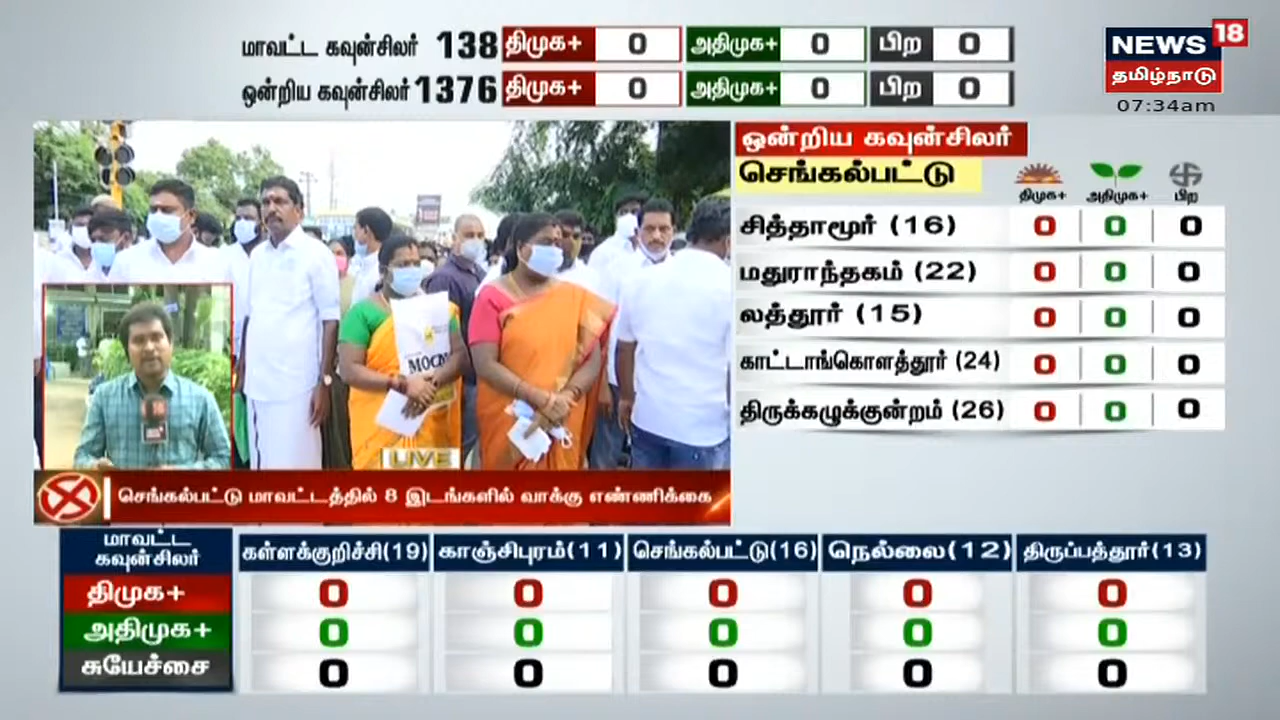 மாவட்ட கவுன்சிலர் 138 திமுக+ 0 அதிமுக+ 0 பிற 0
ஒன்றிய கவுன்சிலர் 1376 திமுக+ 0 அதிமுக+ 0 பிற 0
NEWS 18
தமிழ்நாடு
07:34am
ஒன்றிய கவுன்சிலர்
செங்கல்பட்டு
திமுக+ அதிமுக+ பிற
சித்தாமூர் (16) 0 0 0
மதுராந்தகம் (22) 0 0 0
லத்தூர் (15) 0 0 0
காட்டாங்கொளத்தூர் (24) 0 0 0
திருக்கழுக்குன்றம் (26) 0 0 0
LIVE
செங்கல்பட்டு மாவட்டத்தில் 8 இடங்களில் வாக்கு எண்ணிக்கை
மாவட்ட
கவுன்சிலர்
கள்ளக்குறிச்சி(19) காஞ்சிபுரம்(11) செங்கல்பட்டு(16) நெல்லை(12) திருப்பத்தூர்(13)
திமுக+ 0 0 0 0 0
அதிமுக+ 0 0 0 0 0
சுயேச்சை 0 0 0 0 0